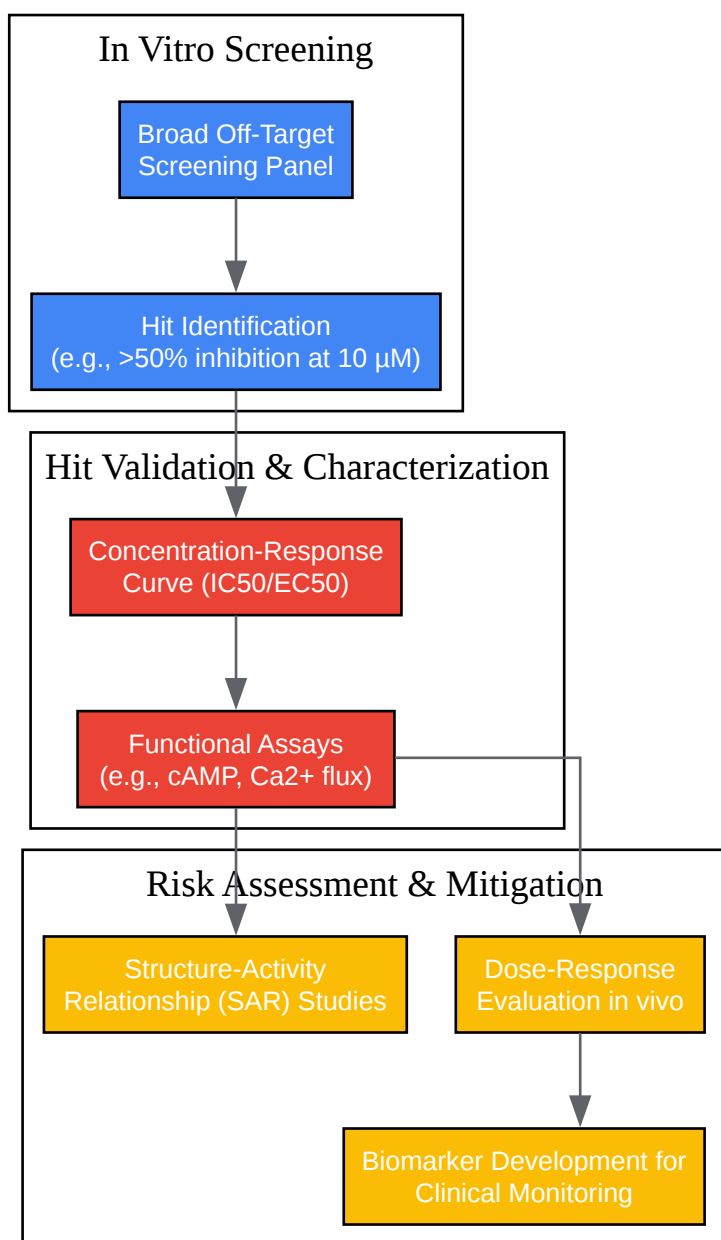 In Vitro Screening
Broad Off-Target
Screening Panel
Hit Identification
(e.g., >50% inhibition at 10 µM)
Hit Validation & Characterization
Concentration-Response
Curve (IC50/EC50)
Functional Assays
(e.g., cAMP, Ca2+ flux)
Risk Assessment & Mitigation
Structure-Activity
Relationship (SAR) Studies
Dose-Response
Evaluation in vivo
Biomarker Development for
Clinical Monitoring